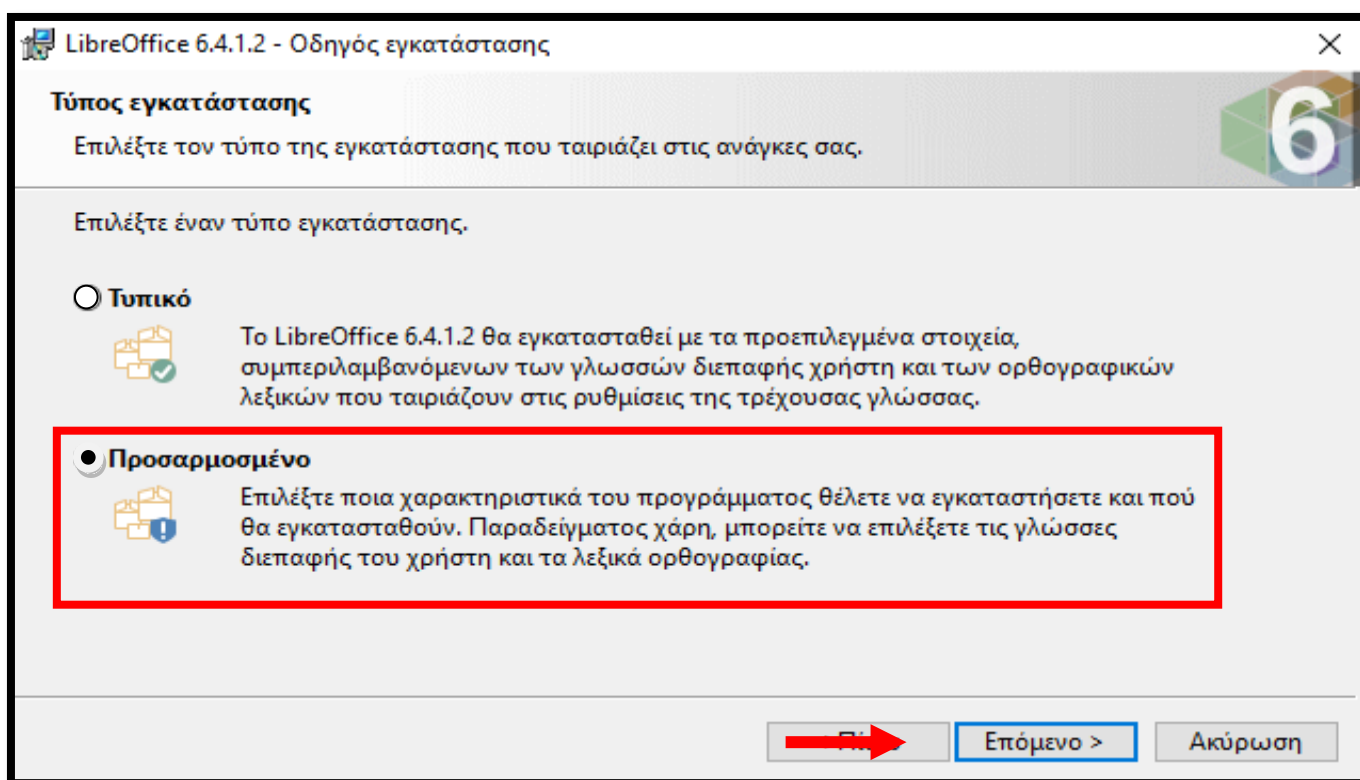 LibreOffice 6.4.1.2 - Οδηγός εγκατάστασης
Τύπος εγκατάστασης
Επιλέξτε τον τύπο της εγκατάστασης που ταιριάζει στις ανάγκες σας.
6
Επιλέξτε έναν τύπο εγκατάστασης.
Τυπικό
Το LibreOffice 6.4.1.2 θα εγκατασταθεί με τα προεπιλεγμένα στοιχεία,
συμπεριλαμβανόμενων των γλωσσών διεπαφής χρήστη και των ορθογραφικών
λεξικών που ταιριάζουν στις ρυθμίσεις της τρέχουσας γλώσσας.
Προσαρμοσμένο
Επιλέξτε ποια χαρακτηριστικά του προγράμματος θέλετε να εγκαταστήσετε και πού
θα εγκατασταθούν. Παραδείγματος χάρη, μπορείτε να επιλέξετε τις γλώσσες
διεπαφής του χρήστη και τα λεξικά ορθογραφίας.
Επόμενο > Ακύρωση